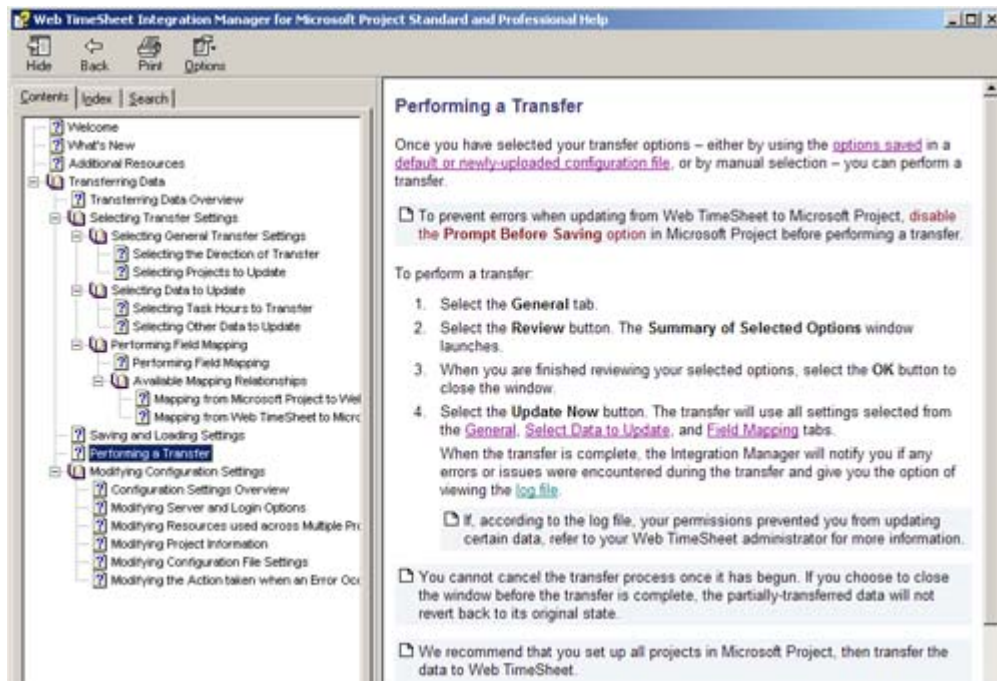 Web TimeSheet Integration Manager for Microsoft Project Standard and Professional Help
Hide Back Print Options
Contents Index Search
Welcome
What's New
Additional Resources
Transferring Data
Transferring Data Overview
Selecting Transfer Settings
Selecting General Transfer Settings
Selecting the Direction of Transfer
Selecting Projects to Update
Selecting Data to Update
Selecting Task Hours to Transfer
Selecting Other Data to Update
Performing Field Mapping
Performing Field Mapping
Available Mapping Relationships
Mapping from Microsoft Project to Wel
Mapping from Web TimeSheet to Micro
Saving and Loading Settings
Performing a Transfer
Modifying Configuration Settings
Configuration Settings Overview
Modifying Server and Login Options
Modifying Resources used across Multiple Pro
Modifying Project Information
Modifying Configuration File Settings
Modifying the Action taken when an Error Occ
Performing a Transfer
Once you have selected your transfer options – either by using the options saved in a
default or newly-uploaded configuration file, or by manual selection – you can perform a
transfer.
To prevent errors when updating from Web TimeSheet to Microsoft Project, disable
the Prompt Before Saving option in Microsoft Project before performing a transfer.
To perform a transfer:
1. Select the General tab.
2. Select the Review button. The Summary of Selected Options window
launches.
3. When you are finished reviewing your selected options, select the OK button to
close the window.
4. Select the Update Now button. The transfer will use all settings selected from
the General, Select Data to Update, and Field Mapping tabs.
When the transfer is complete, the Integration Manager will notify you if any
errors or issues were encountered during the transfer and give you the option of
viewing the log file.
If, according to the log file, your permissions prevented you from updating
certain data, refer to your Web TimeSheet administrator for more information.
You cannot cancel the transfer process once it has begun. If you choose to close
the window before the transfer is complete, the partially-transferred data will not
revert back to its original state.
We recommend that you set up all projects in Microsoft Project, then transfer the
data to Web TimeSheet.